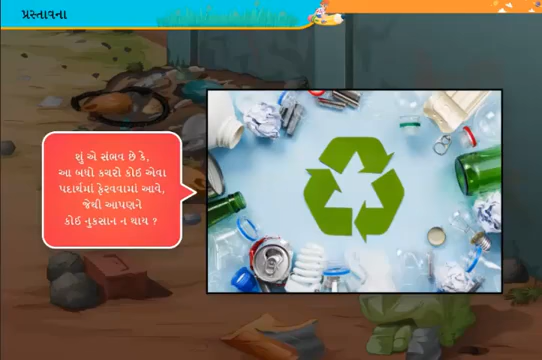 પ્રસ્તાવના
શું એ સંભવ છે કે,
આ બધો કચરો કોઇ એવા
પદાર્થમાં ફેરવવામાં આવે,
જેથી આપણને
કોઈ નુકસાન ન થાય ?